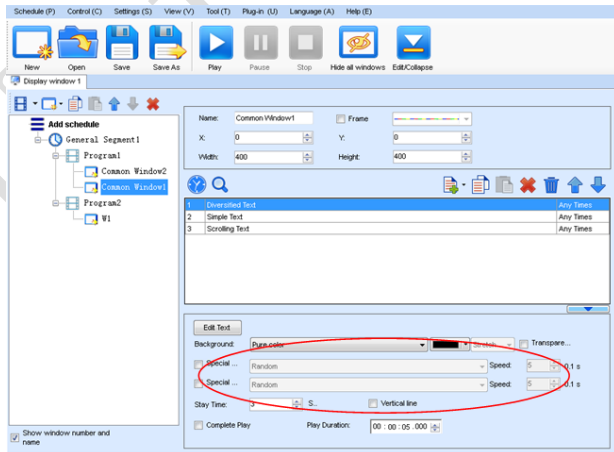 Schedule (P) Control (C) Settings (S) View (V) Tool (T) Plug-in (U) Language (A) Help (E)
New Open Save Save As Play Pause Stop Hide all windows Edit/Collapse
Display window 1
Add schedule
General Segment1
Program1
Common Window2
Common Window1
Program2
W1
Show window number and
name
Name: Common Window1 Frame
X: 0 Y: 0
Width: 400 Height: 400
1 Diversified Text Any Times
2 Simple Text Any Times
3 Scrolling Text Any Times
Edit Text
Background: Pure color Stretch Transpare...
Special ... Random Speed: 5 0.1 s
Special ... Random Speed: 5 0.1 s
Stay Time: 3 S.. Vertical line
Complete Play Play Duration: 00 : 00 : 05 .000